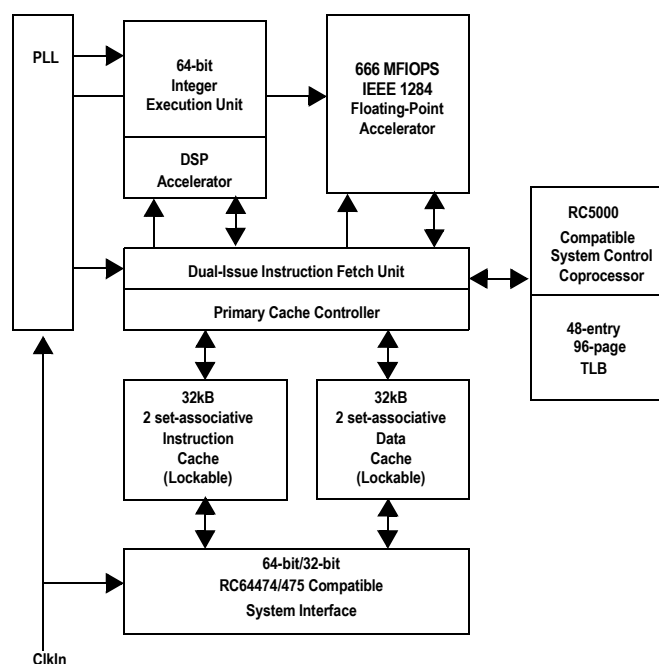 PLL
64-bit
Integer
Execution Unit
DSP
Accelerator
666 MFIOPS
IEEE 1284
Floating-Point
Accelerator
Dual-Issue Instruction Fetch Unit
Primary Cache Controller
RC5000
Compatible
System Control
Coprocessor
48-entry
96-page
TLB
32kB
2 set-associative
Instruction
Cache
(Lockable)
32kB
2 set-associative
Data
Cache
(Lockable)
64-bit/32-bit
RC64474/475 Compatible
System Interface
ClkIn